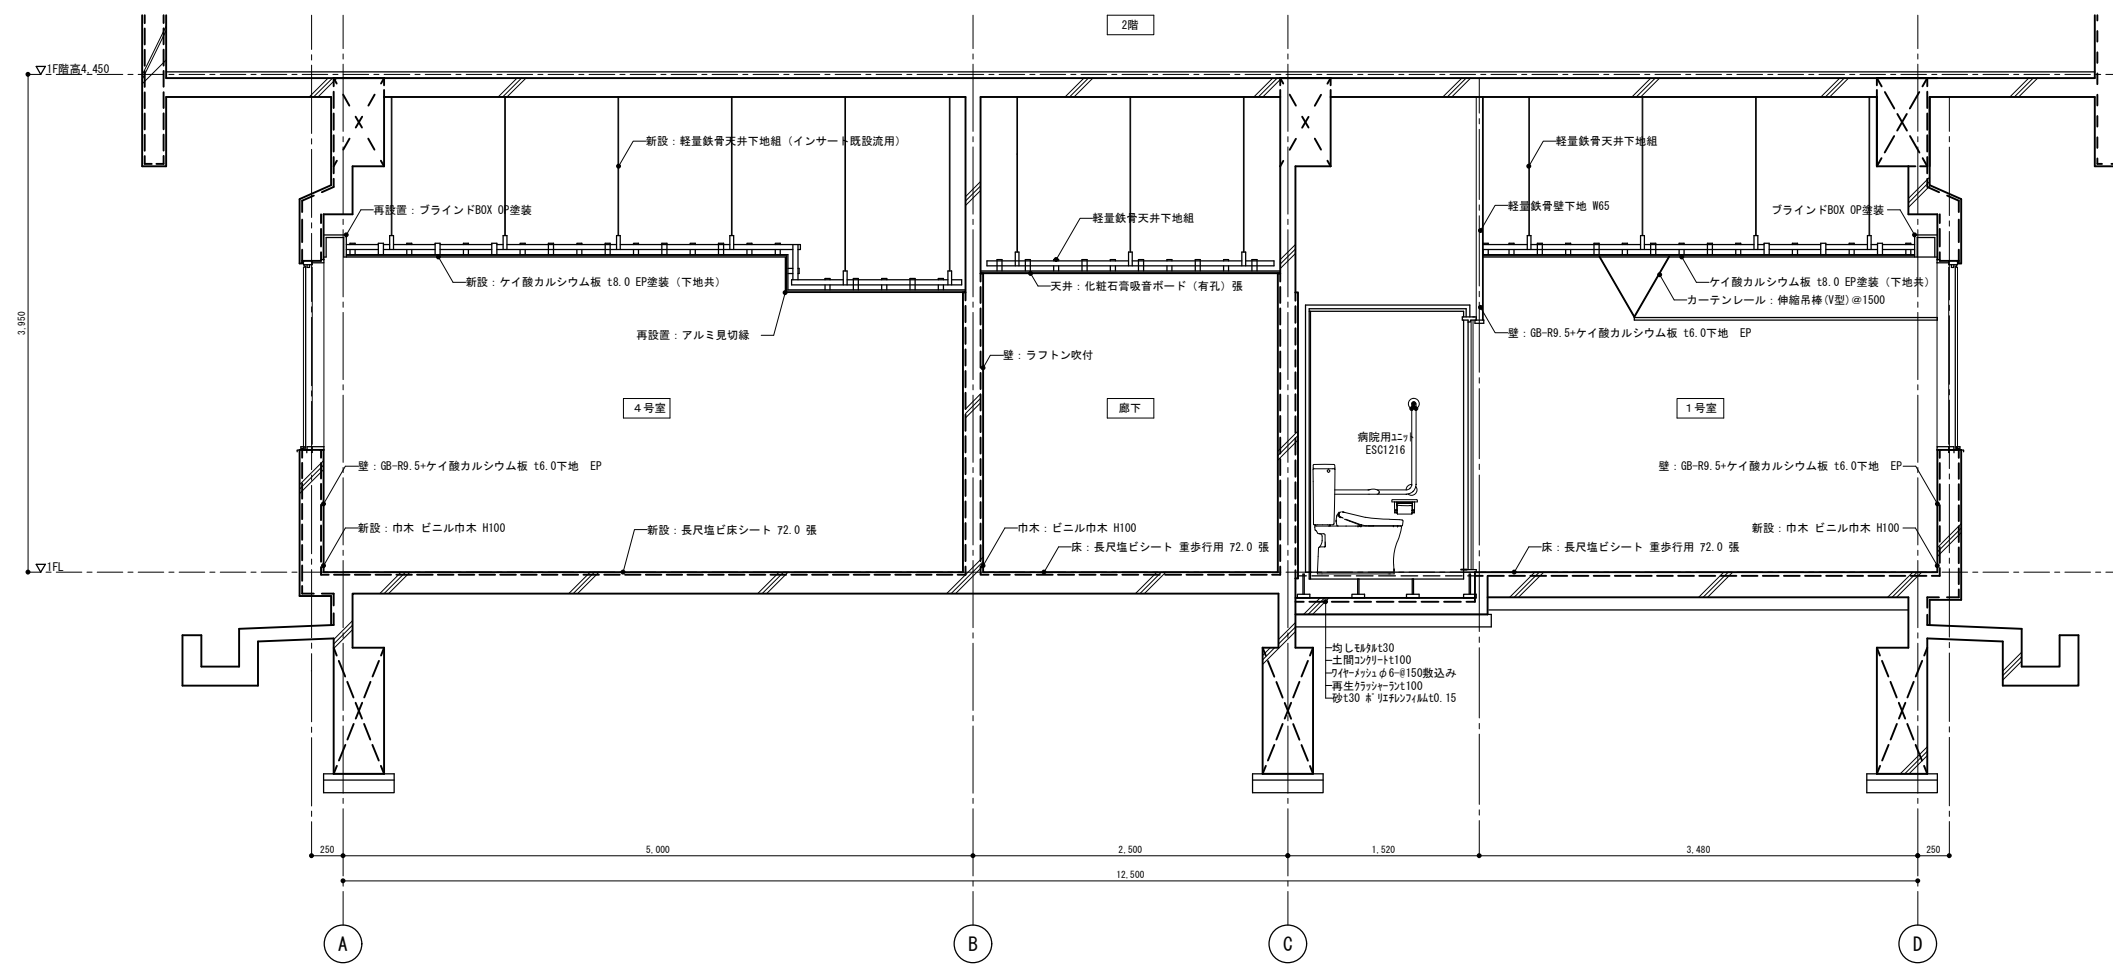 2階
▽1F階高4,450
新設：軽量鉄骨天井下地組（インサート既設流用）
軽量鉄骨天井下地組
再設置：ブラインドBOX OP塗装
軽量鉄骨天井下地組
軽量鉄骨壁下地 W65
ブラインドBOX OP塗装
新設：ケイ酸カルシウム板 t8.0 EP塗装（下地共）
天井：化粧石膏吸音ボード（有孔）張
ケイ酸カルシウム板 t8.0 EP塗装（下地共）
カーテンレール：伸縮吊棒(V型)@1500
3,950
再設置：アルミ見切縁
壁：GB-R9.5+ケイ酸カルシウム板 t6.0下地 EP
壁：ラフトン吹付
4号室
廊下
1号室
病院用ﾕﾆｯﾄ
ESC1216
壁：GB-R9.5+ケイ酸カルシウム板 t6.0下地 EP
壁：GB-R9.5+ケイ酸カルシウム板 t6.0下地 EP
新設：巾木 ビニル巾木 H100
新設：長尺塩ビ床シート ｱ2.0 張
巾木：ビニル巾木 H100
新設：巾木 ビニル巾木 H100
床：長尺塩ビシート 重歩行用 ｱ2.0 張
床：長尺塩ビシート 重歩行用 ｱ2.0 張
▽1FL
均しﾓﾙﾀﾙt30
土間ｺﾝｸﾘｰﾄt100
ﾜｲﾔｰﾒｯｼｭφ6-@150敷込み
再生ｸﾗｯｼｬｰﾗﾝt100
砂t30 ﾎﾟﾘｴﾁﾚﾝﾌｨﾙﾑt0.15
250
5,000
2,500
1,520
3,480
250
12,500
A
B
C
D